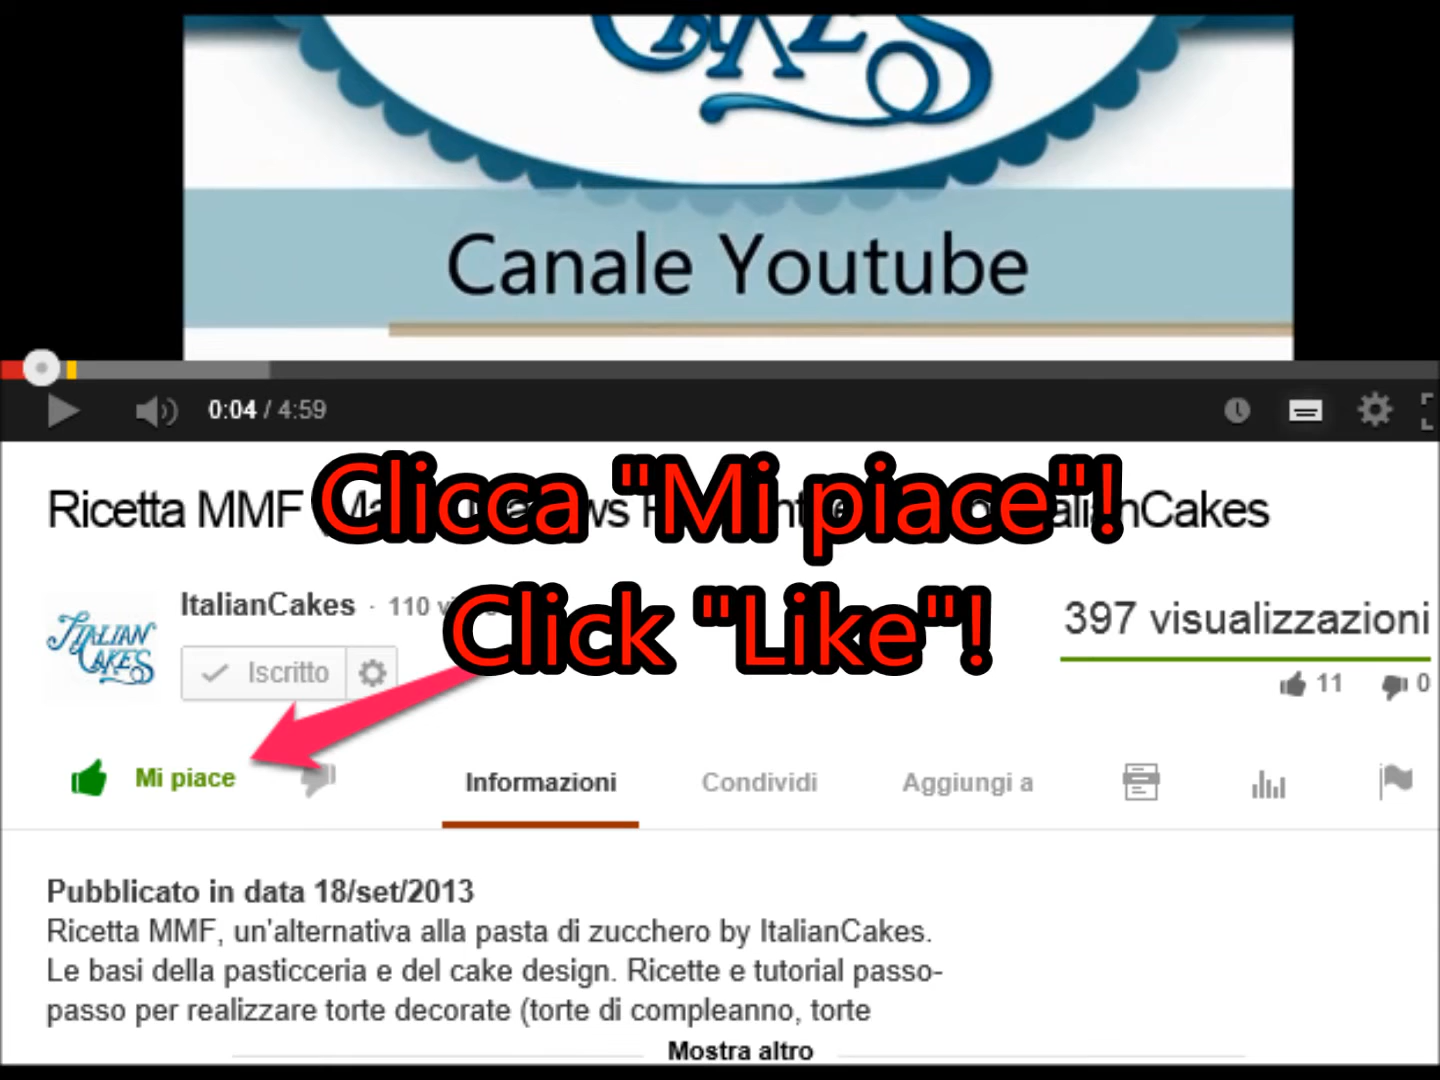 CAKES
Canale Youtube
0:04 / 4:59
Clicca "Mi piace"!
Ricetta MMF ItalianCakes
Click "Like"!
ItalianCakes · 110
397 visualizzazioni
ITALIAN
CAKES
Iscritto
11 0
Mi piace
Informazioni Condividi Aggiungi a
Pubblicato in data 18/set/2013
Ricetta MMF, un'alternativa alla pasta di zucchero by ItalianCakes.
Le basi della pasticceria e del cake design. Ricette e tutorial passo-
passo per realizzare torte decorate (torte di compleanno, torte
Mostra altro